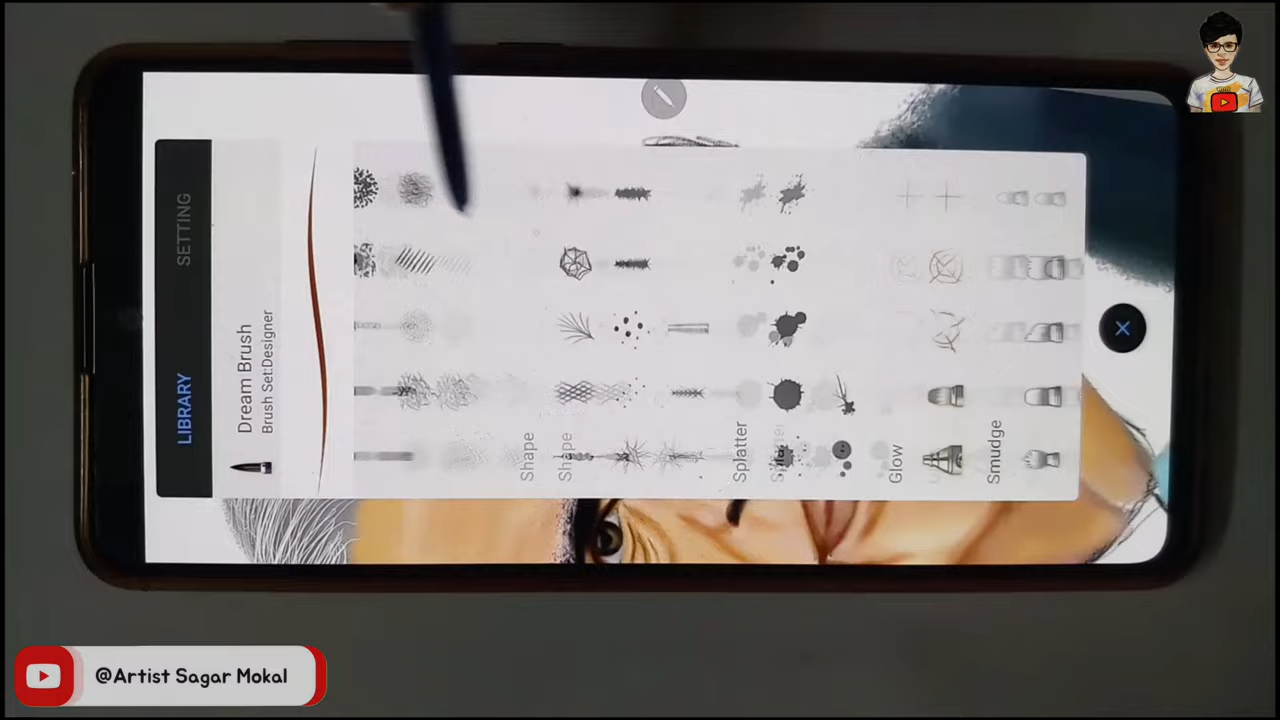 LIBRARY
SETTING
Dream Brush
Brush Set:Designer
Shape
Shape
Splatter
Glow
Smudge
@Artist Sagar Mokal